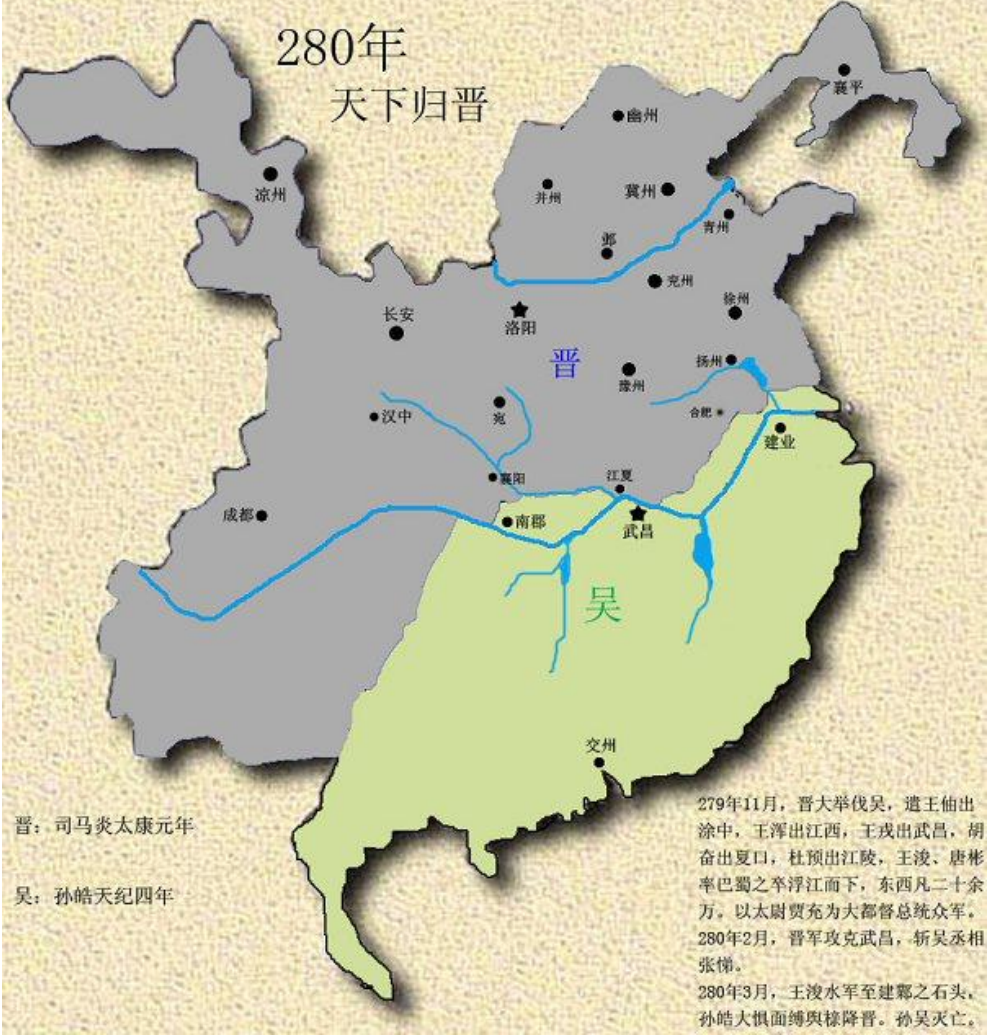 280年
天下归晋
襄平
幽州
凉州
并州
冀州
青州
邺
兖州
徐州
长安
洛阳
晋
扬州
豫州
合肥
汉中
宛
建业
襄阳
江夏
成都
南郡
武昌
吴
交州
晋：司马炎太康元年
吴：孙皓天纪四年
279年11月，晋大举伐吴，遣王伷出
涂中，王浑出江西，王戎出武昌，胡
奋出夏口，杜预出江陵，王浚、唐彬
率巴蜀之卒浮江而下，东西凡二十余
万。以太尉贾充为大都督总统众军。
280年2月，晋军攻克武昌，斩吴丞相
张悌。
280年3月，王浚水军至建鄴之石头，
孙皓大惧面缚舆榇降晋。孙吴灭亡。